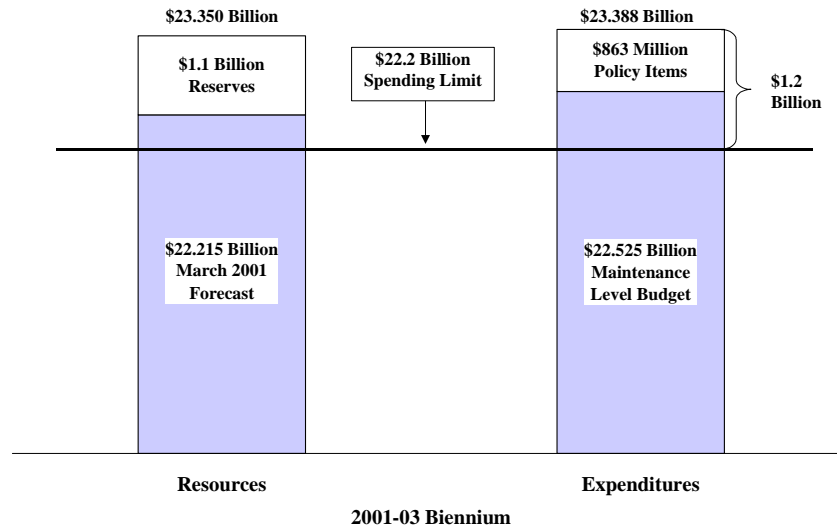 $23.350 Billion
$1.1 Billion
Reserves
$22.215 Billion
March 2001
Forecast
$22.2 Billion
Spending Limit
$23.388 Billion
$863 Million
Policy Items
$1.2
Billion
$22.525 Billion
Maintenance
Level Budget
Resources
Expenditures
2001-03 Biennium